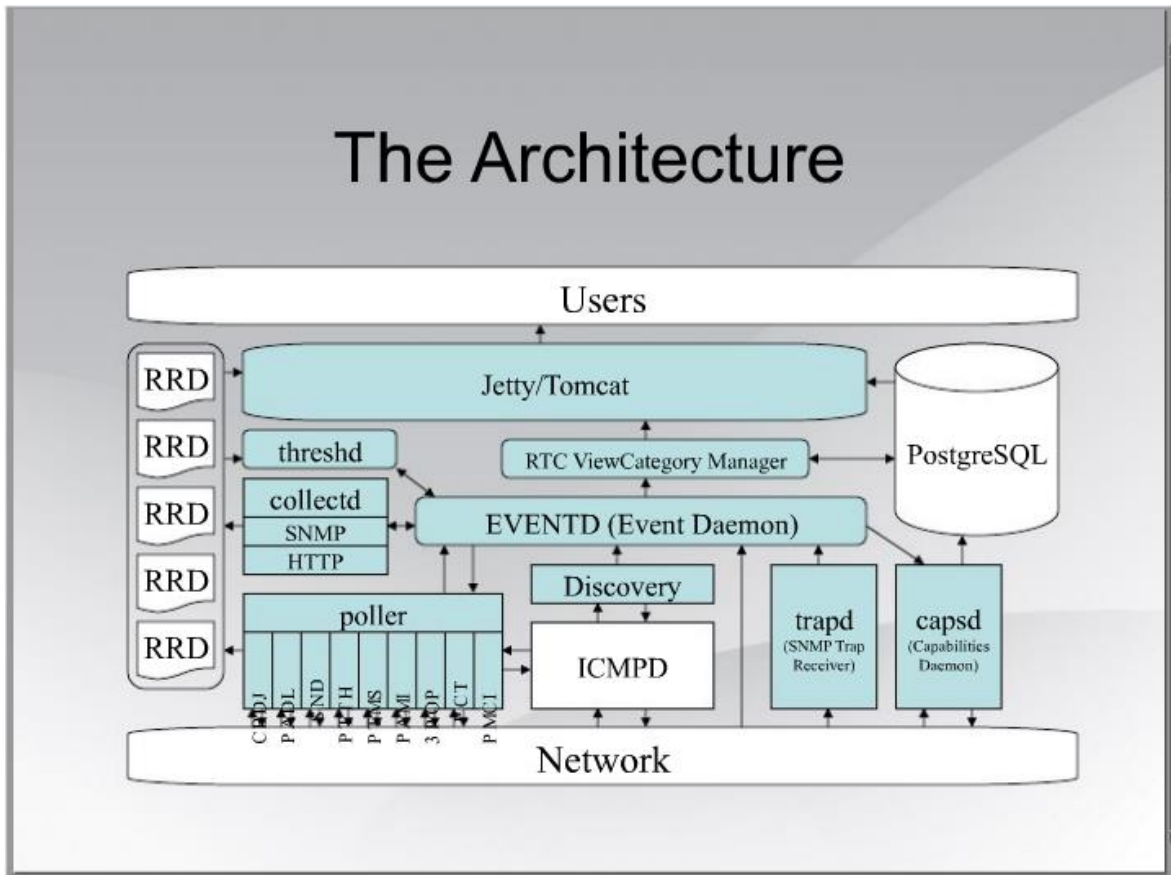 The Architecture
Users
RRD
Jetty/Tomcat
RRD
threshd
RTC ViewCategory Manager
PostgreSQL
RRD
collectd
SNMP
HTTP
EVENTD (Event Daemon)
RRD
Discovery
poller
RRD
ICMPD
trapd
(SNMP Trap
Receiver)
capsd
(Capabilities
Daemon)
PMCI
Network